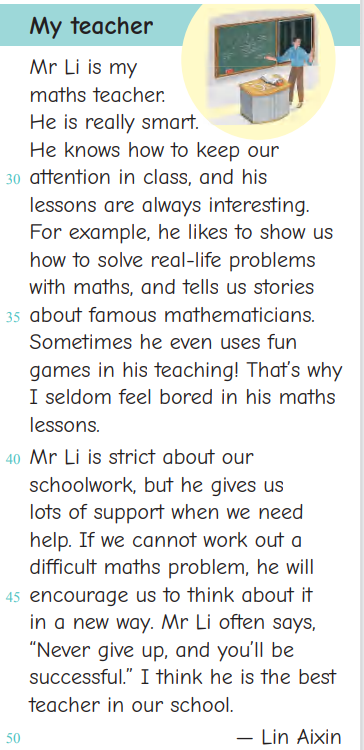 My teacher
Mr Li is my
maths teacher.
He is really smart.
He knows how to keep our
30 attention in class, and his
lessons are always interesting.
For example, he likes to show us
how to solve real-life problems
with maths, and tells us stories
35 about famous mathematicians.
Sometimes he even uses fun
games in his teaching! That's why
I seldom feel bored in his maths
lessons.
40 Mr Li is strict about our
schoolwork, but he gives us
lots of support when we need
help. If we cannot work out a
difficult maths problem, he will
45 encourage us to think about it
in a new way. Mr Li often says,
“Never give up, and you'll be
successful.” I think he is the best
teacher in our school.
50 — Lin Aixin